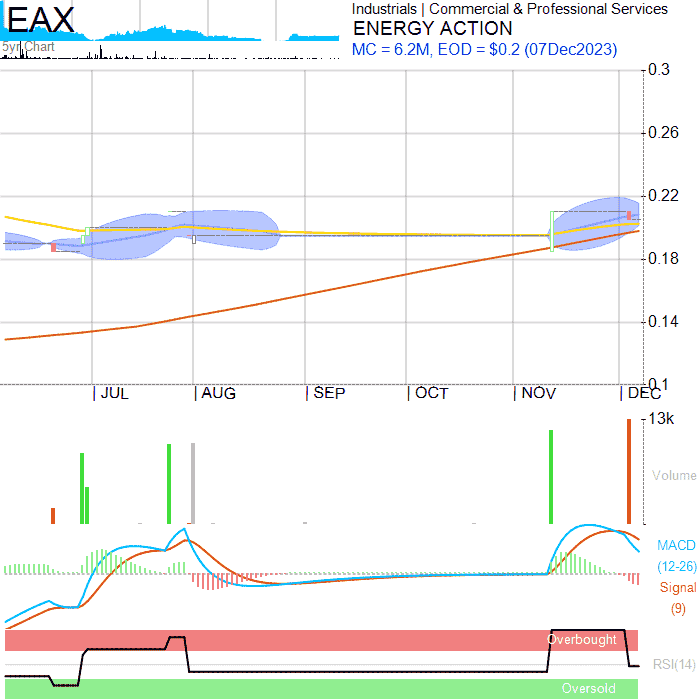 EAX
Industrials | Commercial & Professional Services
ENERGY ACTION
5yr Chart
MC = 6.2M, EOD = $0.2 (07Dec2023)
0.3
0.26
0.22
0.18
0.14
0.1
JUL
AUG
SEP
OCT
NOV
DEC
13k
Volume
MACD
(12-26)
Signal
(9)
Overbought
RSI(14)
Oversold